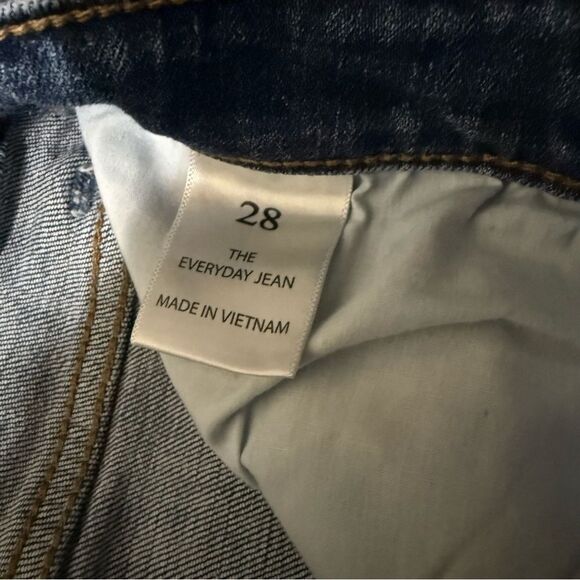 28
THE
EVERYDAY JEAN
MADE IN VIETNAM